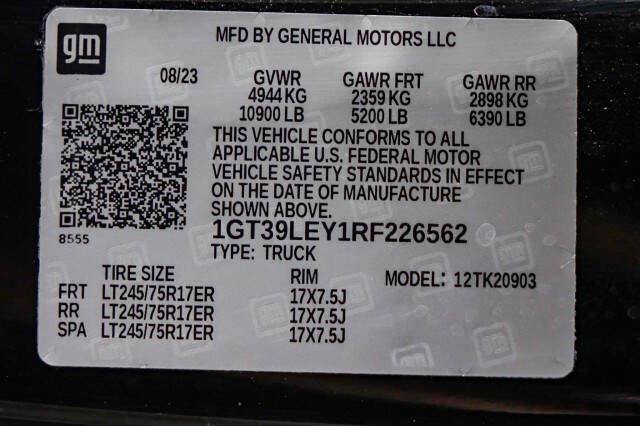 gm
MFD BY GENERAL MOTORS LLC
08/23 GVWR GAWR FRT GAWR RR
4944 KG 2359 KG 2898 KG
10900 LB 5200 LB 6390 LB
THIS VEHICLE CONFORMS TO ALL
APPLICABLE U.S. FEDERAL MOTOR
VEHICLE SAFETY STANDARDS IN EFFECT
ON THE DATE OF MANUFACTURE
SHOWN ABOVE.
8555
1GT39LEY1RF226562
TYPE: TRUCK
TIRE SIZE RIM MODEL: 12TK20903
FRT LT245/75R17ER 17X7.5J
RR LT245/75R17ER 17X7.5J
SPA LT245/75R17ER 17X7.5J